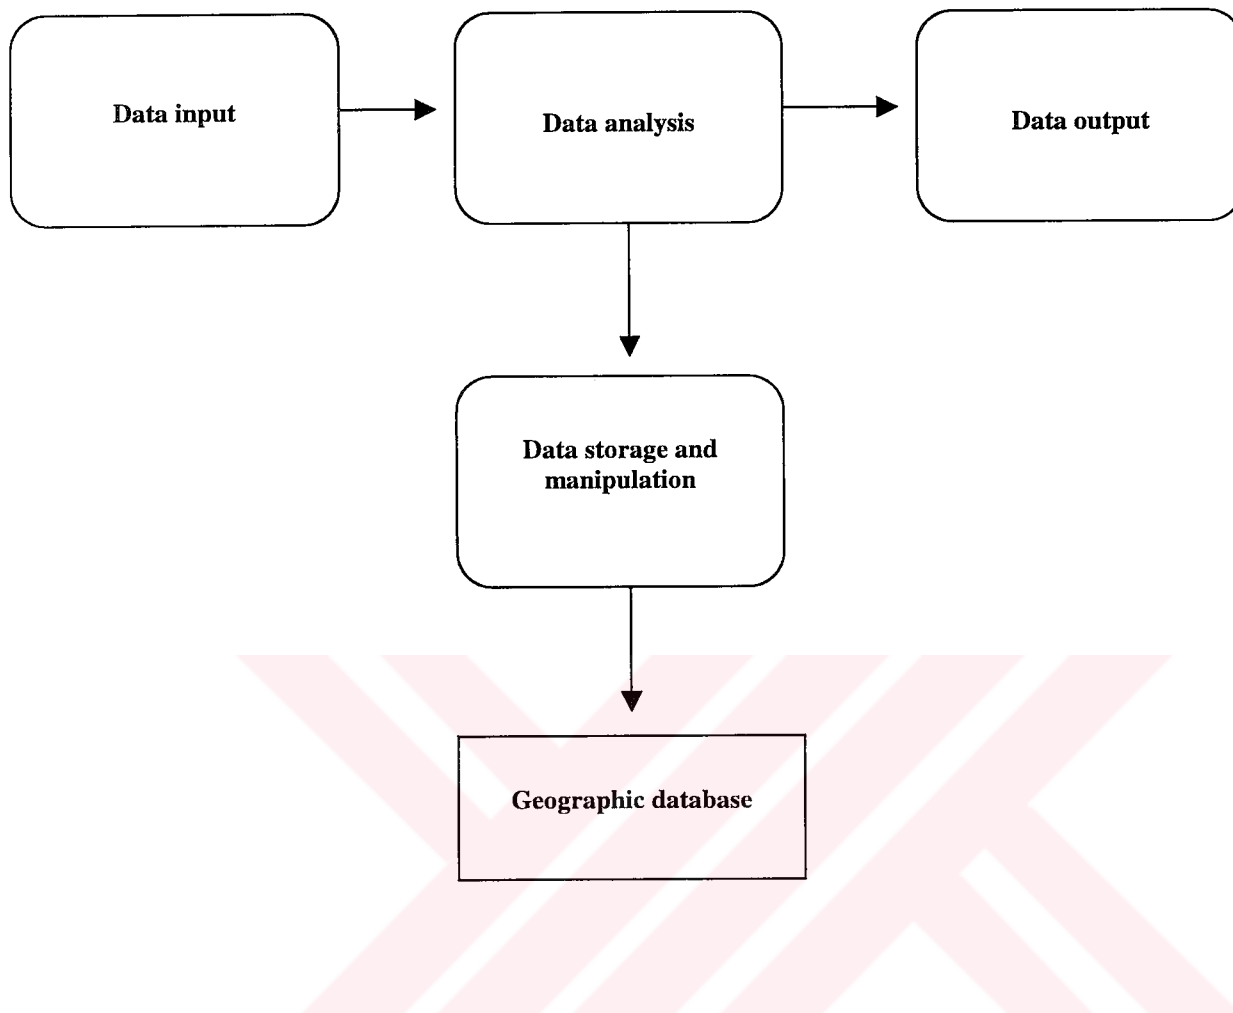 Data input
Data analysis
Data output
Data storage and
manipulation
Geographic database